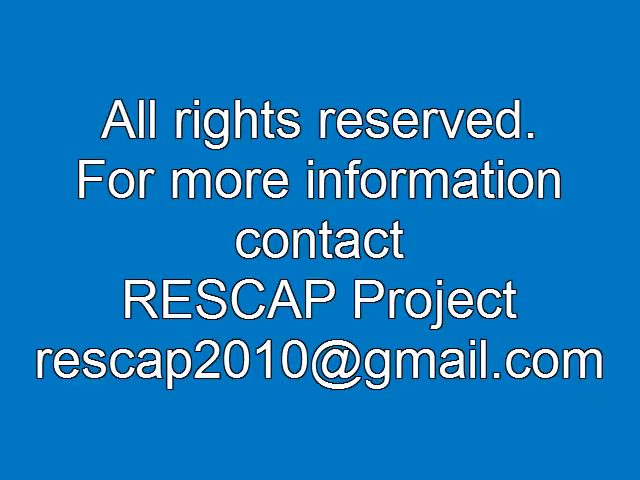 All rights reserved.
For more information
contact
RESCAP Project
rescap2010@gmail.com